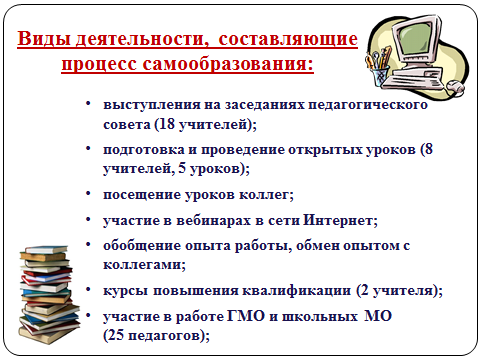 Виды деятельности, составляющие
процесс самообразования:
• выступления на заседаниях педагогического
совета (18 учителей);
• подготовка и проведение открытых уроков (8
учителей, 5 уроков);
• посещение уроков коллег;
• участие в вебинарах в сети Интернет;
• обобщение опыта работы, обмен опытом с
коллегами;
• курсы повышения квалификации (2 учителя);
• участие в работе ГМО и школьных МО
(25 педагогов);